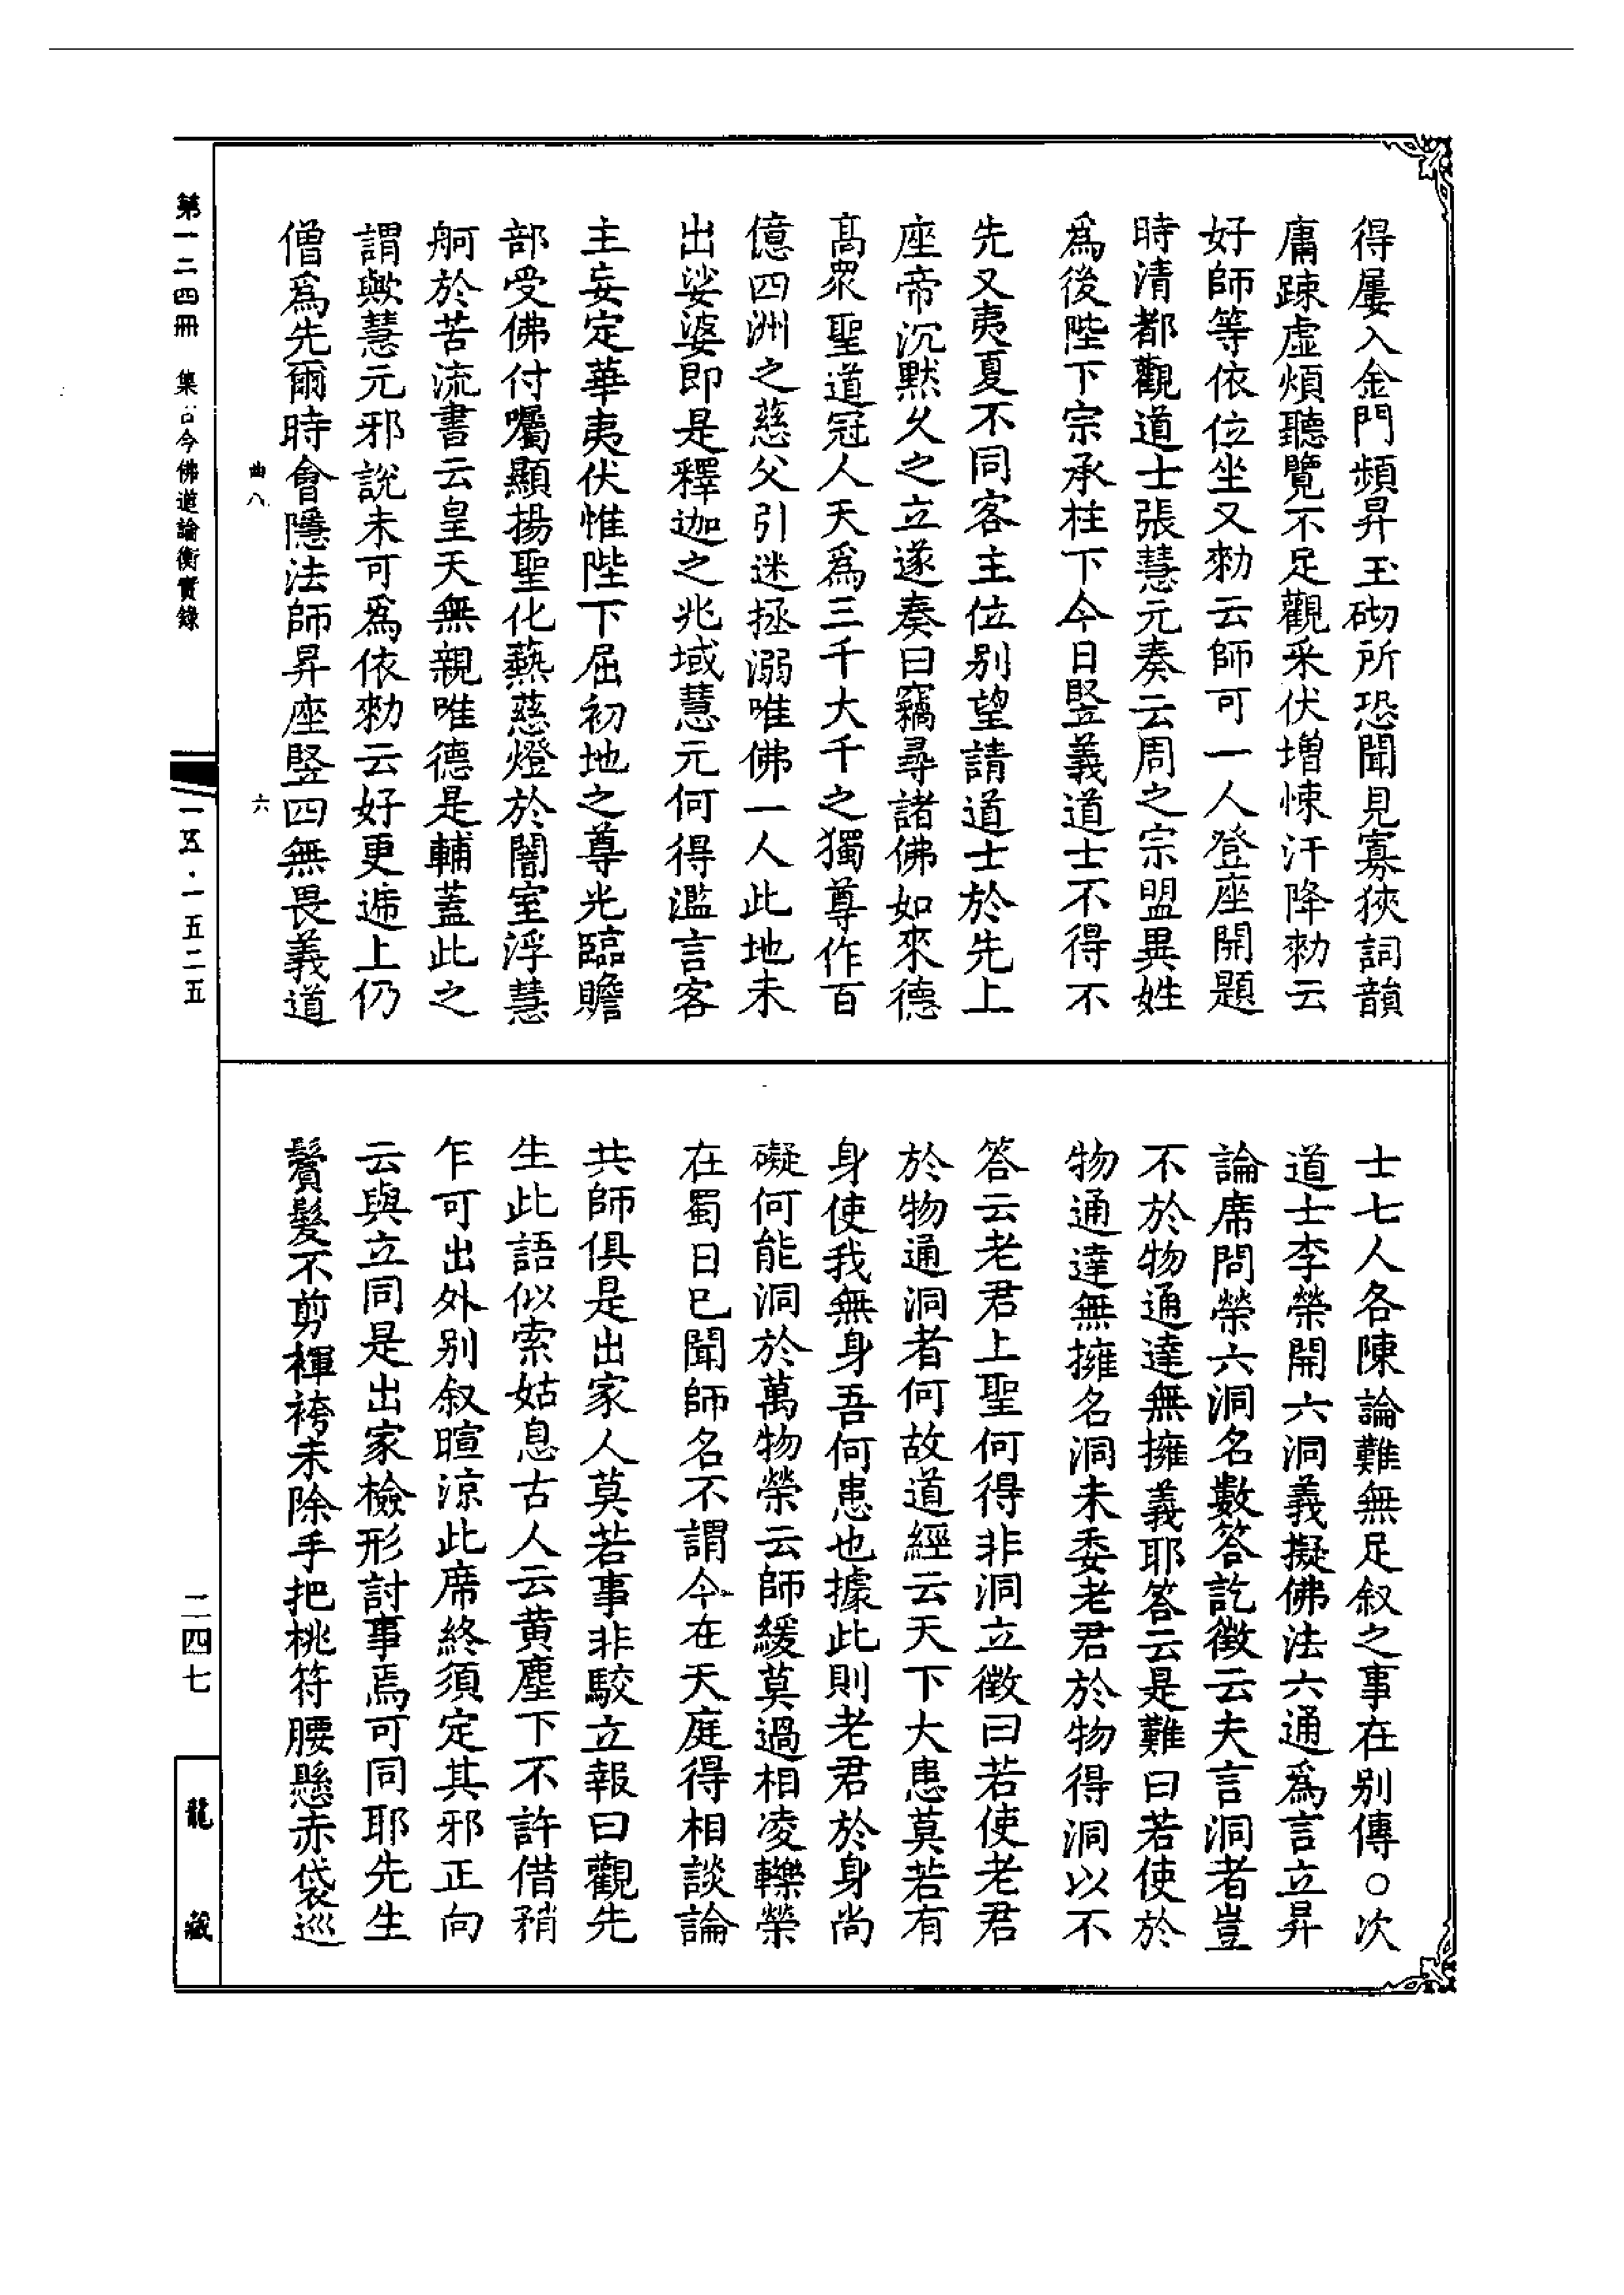 得屢入金門頻昇玉砌所恐聞見寡狹詞韻
庸踈虛煩聽覽不足觀采伏增悚汗降勑云
好師等依位坐又勑云師可一人登座開題
時清都觀道士張慧元奏云周之宗盟異姓
爲後陛下宗承柱下今日竪義道士不得不
先又夷夏不同客主位別望請道士於先上
座帝沉默久之立遂奏曰竊尋諸佛如來德
高眾聖道冠人天爲三千大千之獨尊作百
億四洲之慈父引迷拯溺唯佛一人此地未
出娑婆即是釋迦之兆域慧元何得濫言客
主妄定華夷伏惟陛下屈初地之尊光臨贍
部受佛付囑顯揚聖化爇慈燈於闇室浮慧
舸於苦流書云皇天無親唯德是輔蓋此之
謂歟慧元邪說未可爲依勑云好更遞上仍
僧爲先爾時會隱法師昇座竪四無畏義道
士七人各陳論難無足叙之事在別傳○次
道士李榮開六洞義擬佛法六通爲言立昇
論席問榮六洞名數答訖徵云夫言洞者豈
不於物通達無擁義耶答云是難曰若使於
物通達無擁名洞未委老君於物得洞以不
答云老君上聖何得非洞立徵曰若使老君
於物通洞者何故道經云天下大患莫若有
身使我無身吾何患也據此則老君於身尚
礙何能洞於萬物榮云師緩莫過相凌轢榮
在蜀日已聞師名不謂今在天庭得相談論
共師俱是出家人莫若事非駮立報曰觀先
生此語似索姑息古人云黃塵下不許借矟
乍可出外別叙暄涼此席終須定其邪正向
云與立同是出家檢形討事焉可同耶先生
鬢髮不剪褌袴未除手把桃符腰懸赤袋巡
第一二四冊 集古今佛道論衡實錄
曲八 六
一五·一五二五
二四七
龍藏